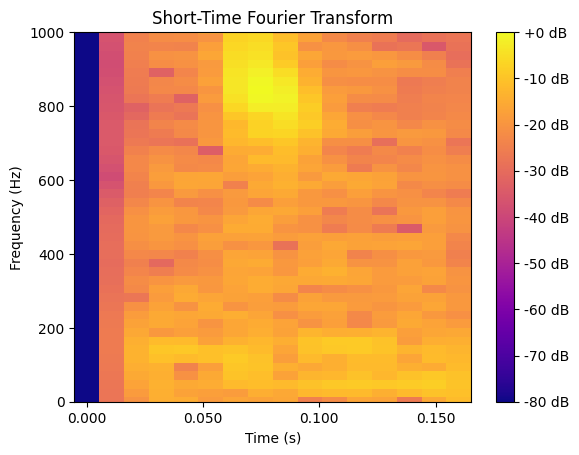 Short-Time Fourier Transform
1000
800
600
400
200
0
Frequency (Hz)
0.000
0.050
0.100
0.150
Time (s)
+0 dB
-10 dB
-20 dB
-30 dB
-40 dB
-50 dB
-60 dB
-70 dB
-80 dB